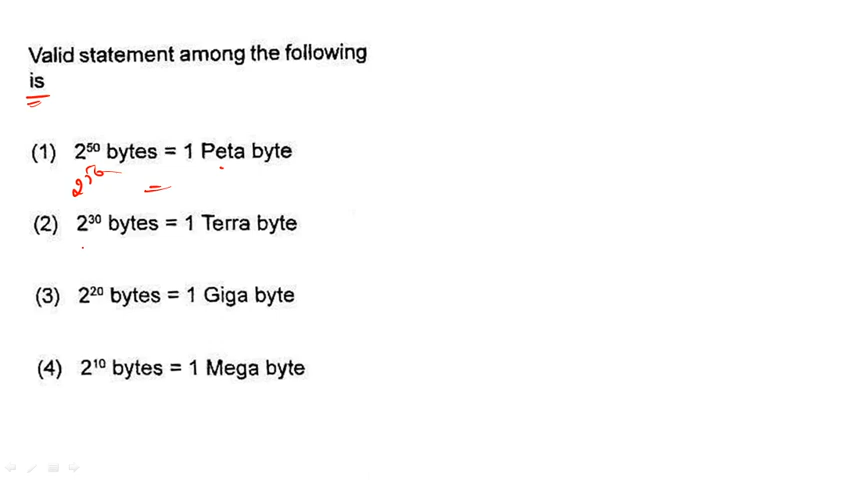 Valid statement among the following
is
(1) 2⁵⁰ bytes = 1 Peta byte
2⁵⁰ =
(2) 2³⁰ bytes = 1 Terra byte
(3) 2²⁰ bytes = 1 Giga byte
(4) 2¹⁰ bytes = 1 Mega byte